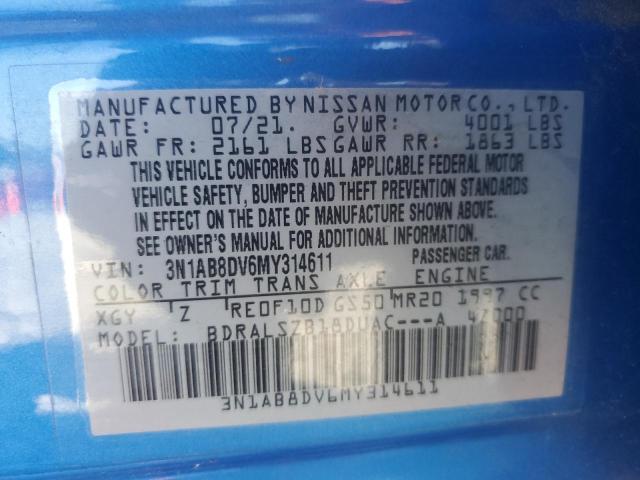 MANUFACTURED BY NISSAN MOTOR CO., LTD.
DATE: 07/21. GVWR: 4001 LBS
GAWR FR: 2161 LBS GAWR RR: 1863 LBS
THIS VEHICLE CONFORMS TO ALL APPLICABLE FEDERAL MOTOR
VEHICLE SAFETY, BUMPER AND THEFT PREVENTION STANDARDS
IN EFFECT ON THE DATE OF MANUFACTURE SHOWN ABOVE.
SEE OWNER'S MANUAL FOR ADDITIONAL INFORMATION.
VIN: 3N1AB8DV6MY314611 PASSENGER CAR.
COLOR TRIM TRANS AXLE ENGINE
XGY Z RE0F10D GS50 MR20 1997 CC
MODEL: BDRALSZB18DUAC---A 4Z000
3N1AB8DV6MY314611